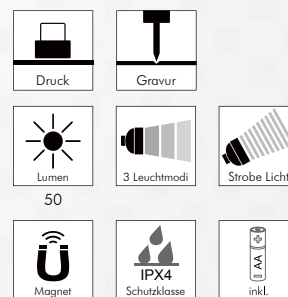 Druck
Gravur
Lumen
3 Leuchtmodi
Strobe Licht
50
IPX4
AA
Magnet
Schutzklasse
inkl.